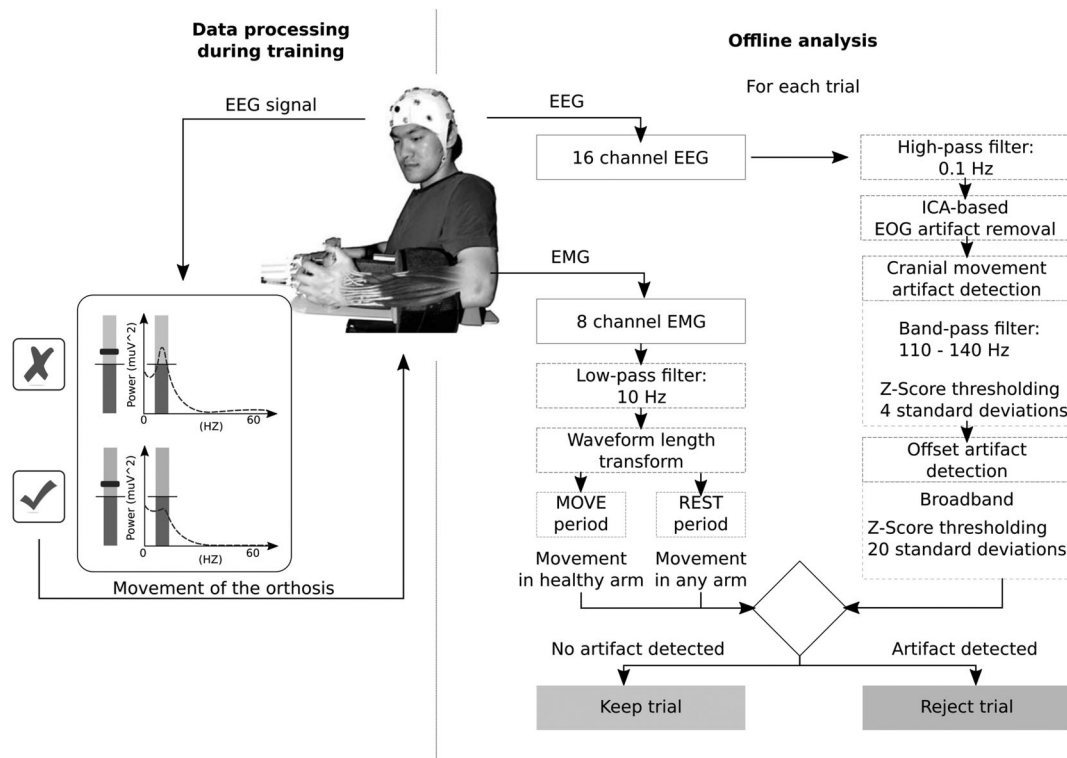 Data processing
during training
EEG signal
Power (muV^2)
0
60
(HZ)
Power (muV^2)
0
60
(HZ)
Movement of the orthosis
Offline analysis
For each trial
EEG
16 channel EEG
EMG
8 channel EMG
Low-pass filter:
10 Hz
Waveform length
transform
MOVE
period
REST
period
Movement
in healthy arm
Movement
in any arm
High-pass filter:
0.1 Hz
ICA-based
EOG artifact removal
Cranial movement
artifact detection
Band-pass filter:
110 - 140 Hz
Z-Score thresholding
4 standard deviations
Offset artifact
detection
Broadband
Z-Score thresholding
20 standard deviations
No artifact detected
Artifact detected
Keep trial
Reject trial